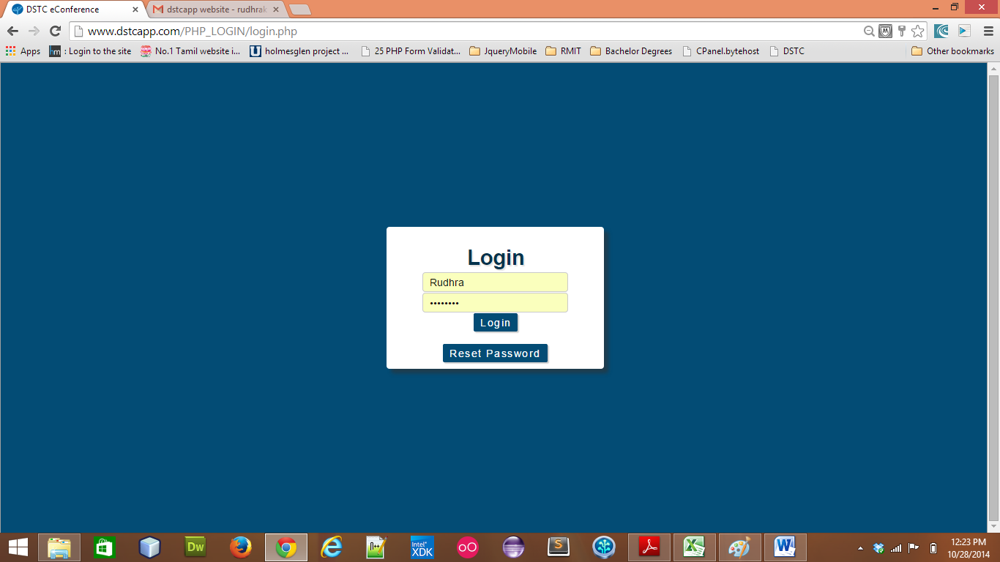 DSTC eConference
dstcapp website - rudhrak
www.dstcapp.com/PHP_LOGIN/login.php
Apps
hm : Login to the site
No.1 Tamil website i...
holmesglen project ...
25 PHP Form Validat...
JqueryMobile
RMIT
Bachelor Degrees
CPanel.bytehost
DSTC
Other bookmarks
Login
Rudhra
••••••••
Login
Reset Password
Dw
intel
XDK
S
12:23 PM
10/28/2014